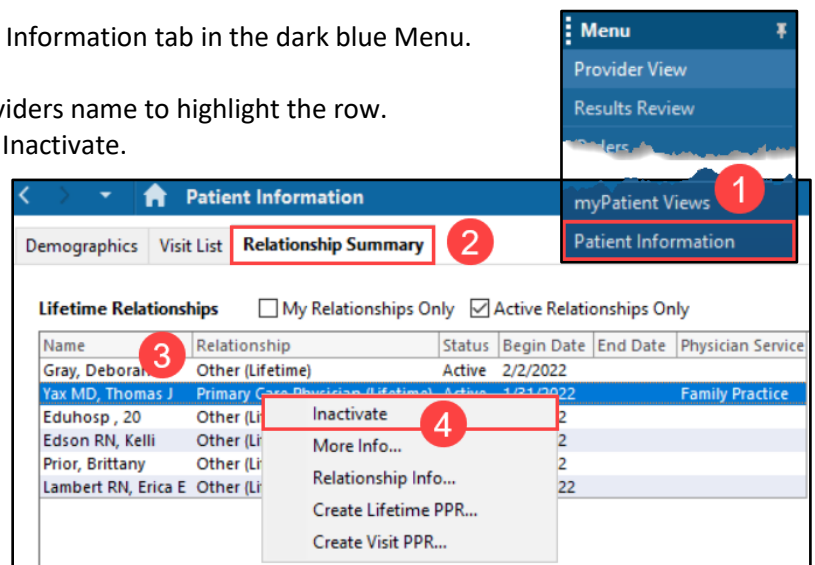 Information tab in the dark blue Menu.
viders name to highlight the row.
Inactivate.
Menu
Provider View
Results Review
myPatient Views
1
Patient Information
Patient Information
Demographics Visit List Relationship Summary 2
Lifetime Relationships My Relationships Only Active Relationships Only
Name Relationship Status Begin Date End Date Physician Service
3
Gray, Deborah Other (Lifetime) Active 2/2/2022
Yax MD, Thomas J Primary Care Physician (Lifetime) Active 1/31/2022 Family Practice
Eduhosp , 20 Other (Li 2
Edson RN, Kelli Other (Li 2
Prior, Brittany Other (Li 2
Lambert RN, Erica E Other (Li 22
Inactivate
4
More Info...
Relationship Info...
Create Lifetime PPR...
Create Visit PPR...